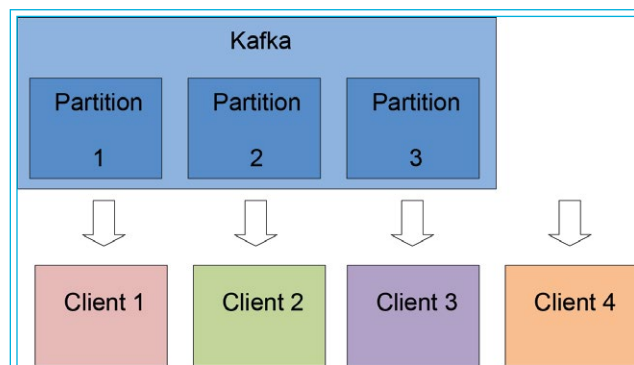 Kafka
Partition
1
Partition
2
Partition
3
Client 1
Client 2
Client 3
Client 4